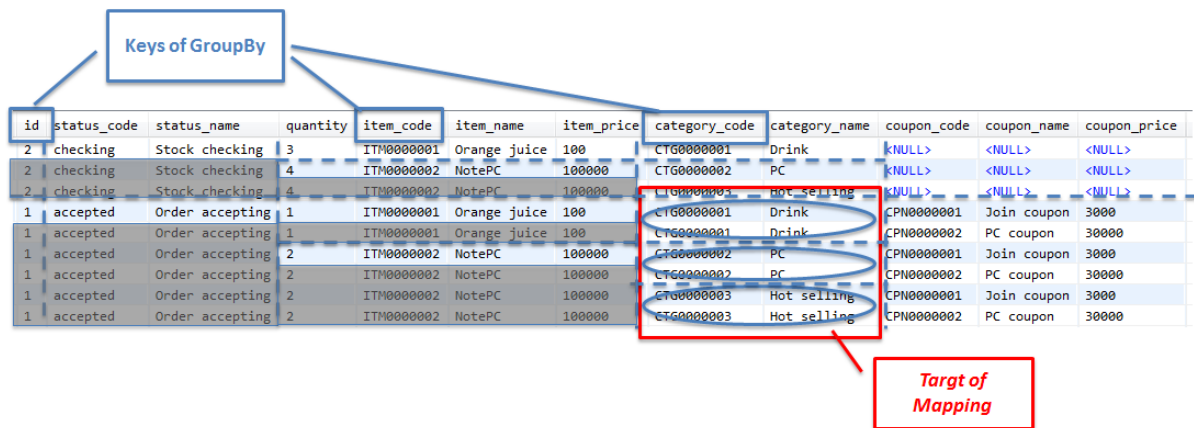 Keys of GroupBy
id status_code status_name quantity item_code item_name item_price category_code category_name coupon_code coupon_name coupon_price
2 checking Stock checking 3 ITM0000001 Orange juice 100 CTG0000001 Drink <NULL> <NULL> <NULL>
2 checking Stock checking 4 ITM0000002 NotePC 100000 CTG0000002 PC <NULL> <NULL> <NULL>
2 checking Stock checking 4 ITM0000002 NotePC 100000 CTG0000003 Hot selling <NULL> <NULL> <NULL>
1 accepted Order accepting 1 ITM0000001 Orange juice 100 CTG0000001 Drink CPN0000001 Join coupon 3000
1 accepted Order accepting 1 ITM0000001 Orange juice 100 CTG0000001 Drink CPN0000002 PC coupon 30000
1 accepted Order accepting 2 ITM0000002 NotePC 100000 CTG0000002 PC CPN0000001 Join coupon 3000
1 accepted Order accepting 2 ITM0000002 NotePC 100000 CTG0000002 PC CPN0000002 PC coupon 30000
1 accepted Order accepting 2 ITM0000002 NotePC 100000 CTG0000003 Hot selling CPN0000001 Join coupon 3000
1 accepted Order accepting 2 ITM0000002 NotePC 100000 CTG0000003 Hot selling CPN0000002 PC coupon 30000
Targt of
Mapping